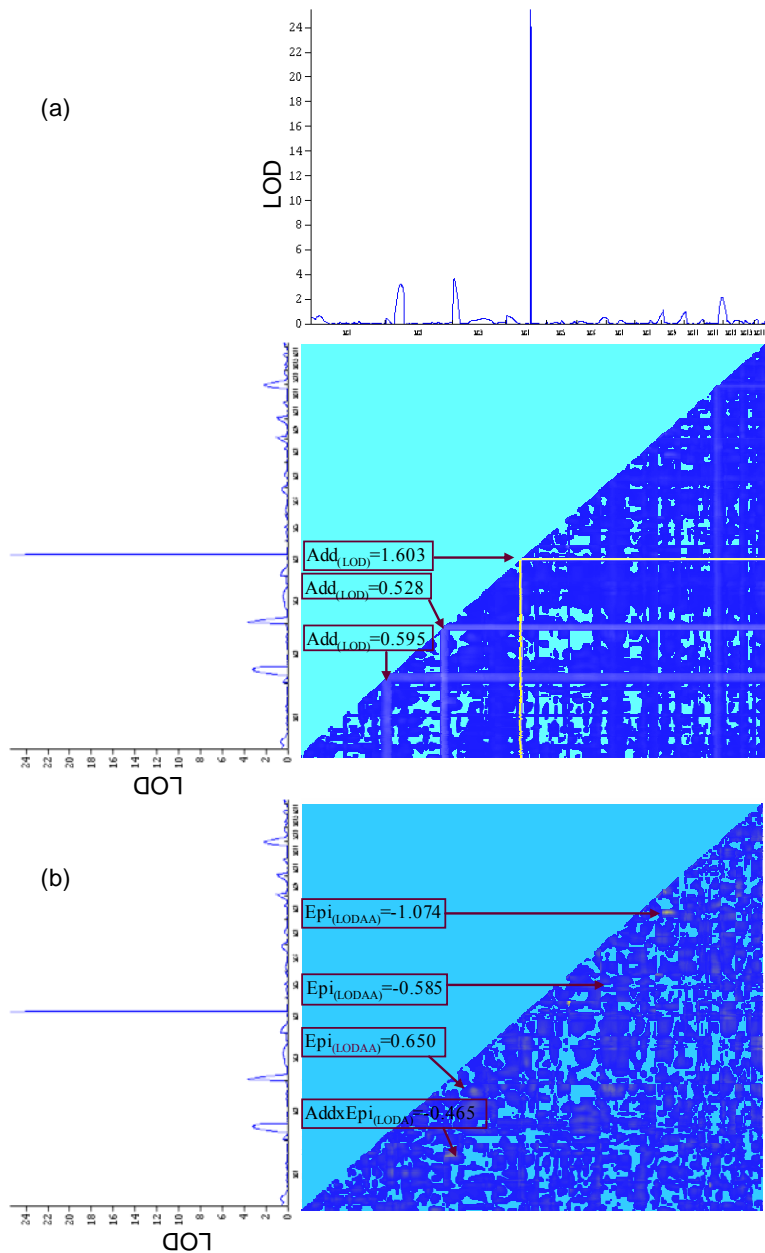 (a)
LOD
24
22
20
18
16
14
12
10
8
6
4
2
0
Add(LOD)=1.603
Add(LOD)=0.528
Add(LOD)=0.595
24 22 20 18 16 14 12 10 8 6 4 2 0
LOD
(b)
Epi(LODAA)=-1.074
Epi(LODAA)=-0.585
Epi(LODAA)=0.650
AddxEpi(LODA)=-0.465
24 22 20 18 16 14 12 10 8 6 4 2 0
LOD